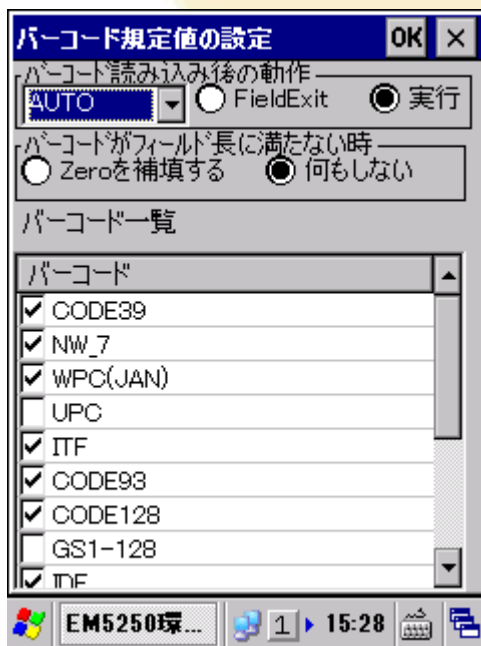 バーコード規定値の設定 OK ×
バーコード読み込み後の動作
AUTO FieldExit 実行
バーコードがフィールド長に満たない時
Zeroを補填する 何もしない
バーコード一覧
バーコード
CODE39
NW_7
WPC(JAN)
UPC
ITF
CODE93
CODE128
GS1-128
EM5250環... 1 15:28